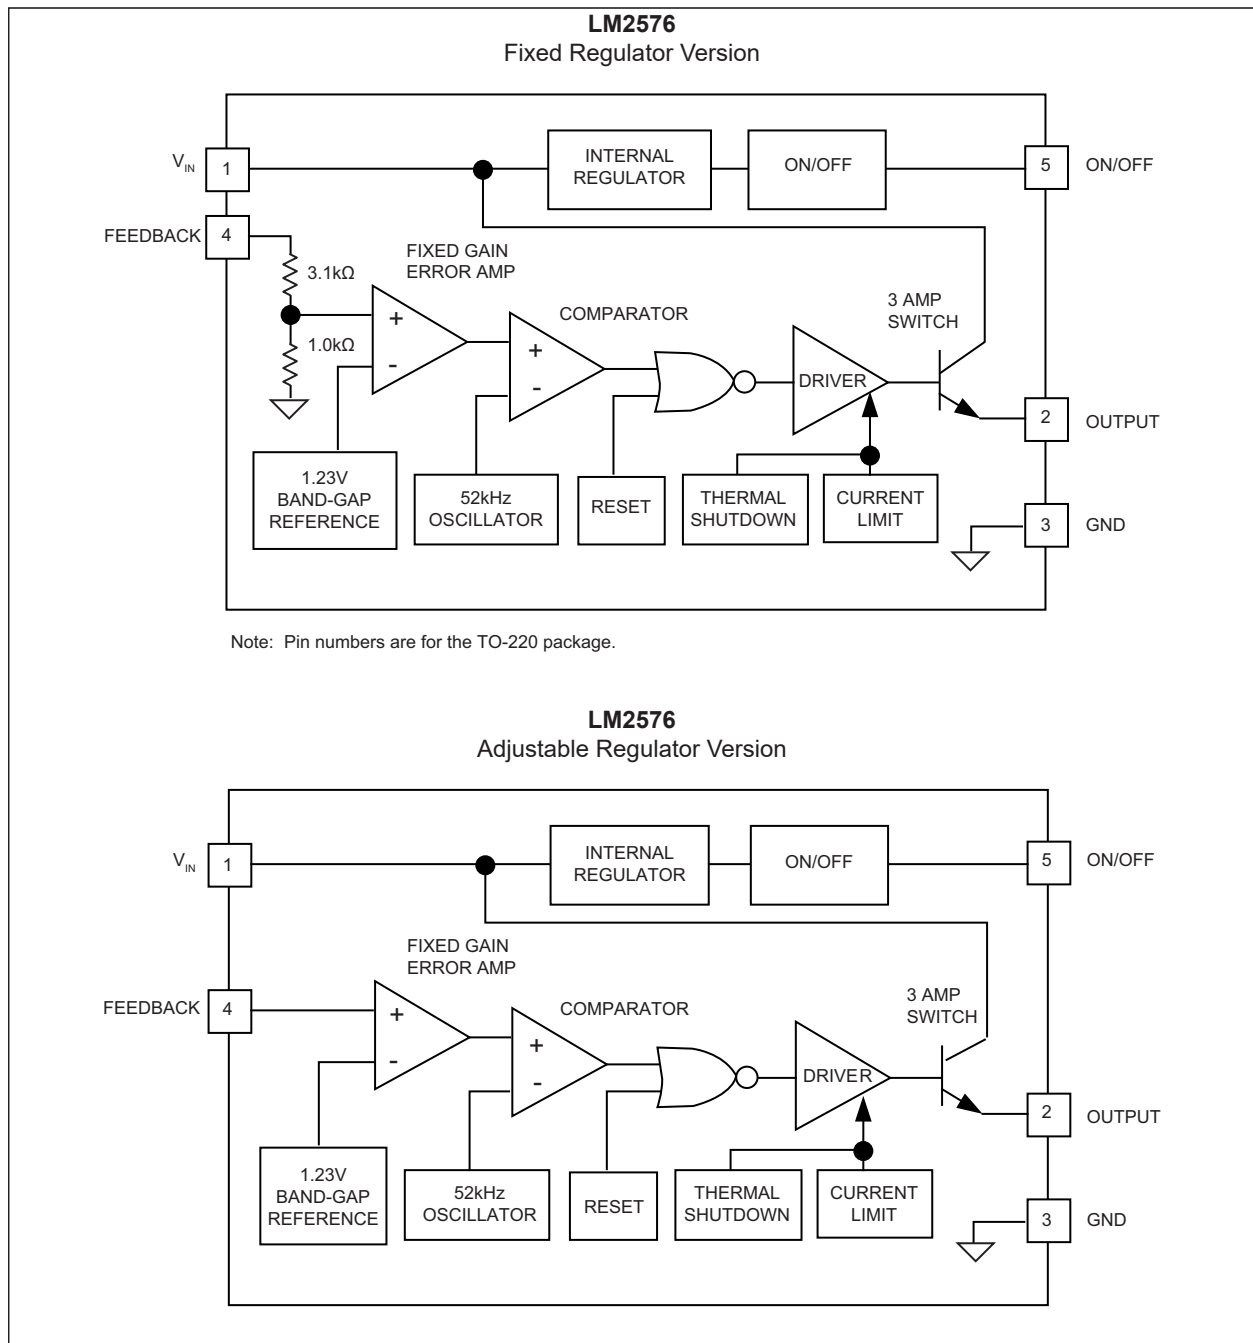 LM2576
Fixed Regulator Version
VIN
1
INTERNAL
REGULATOR
ON/OFF
5
ON/OFF
FEEDBACK
4
3.1kΩ
1.0kΩ
FIXED GAIN
ERROR AMP
+
-
COMPARATOR
+
-
DRIVER
3 AMP
SWITCH
2
OUTPUT
1.23V
BAND-GAP
REFERENCE
52kHz
OSCILLATOR
RESET
THERMAL
SHUTDOWN
CURRENT
LIMIT
3
GND
Note: Pin numbers are for the TO-220 package.
LM2576
Adjustable Regulator Version
VIN
1
INTERNAL
REGULATOR
ON/OFF
5
ON/OFF
FIXED GAIN
ERROR AMP
FEEDBACK
4
+
-
COMPARATOR
+
-
DRIVER
3 AMP
SWITCH
2
OUTPUT
1.23V
BAND-GAP
REFERENCE
52kHz
OSCILLATOR
RESET
THERMAL
SHUTDOWN
CURRENT
LIMIT
3
GND